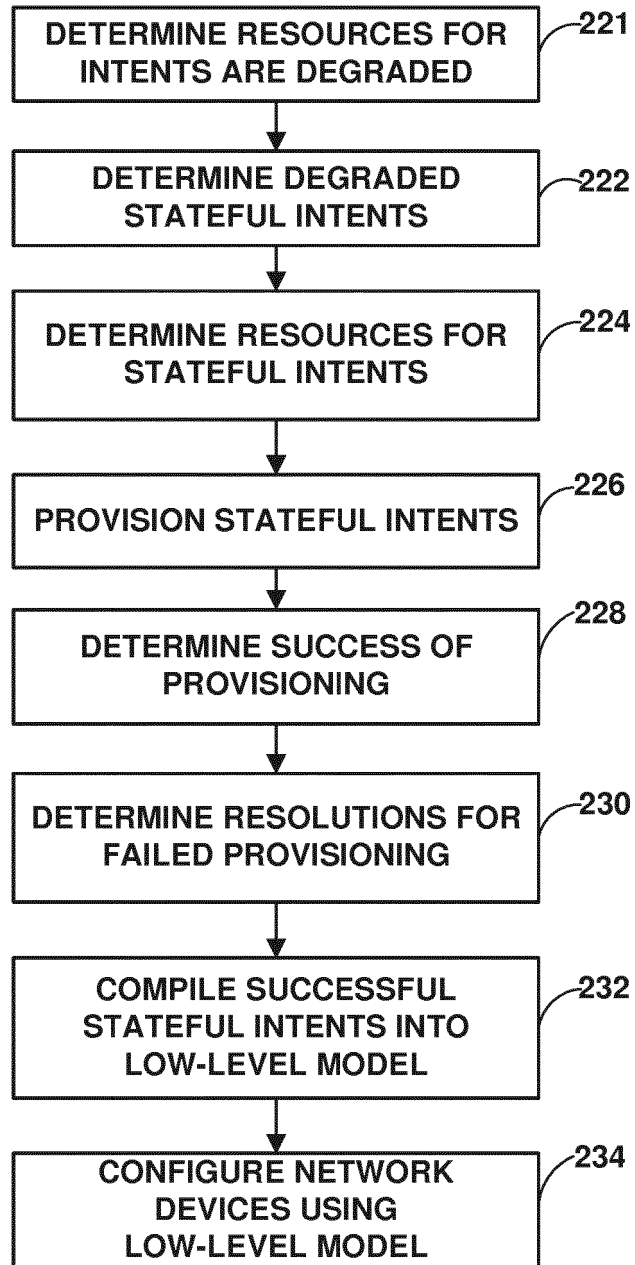 DETERMINE RESOURCES FOR
INTENTS ARE DEGRADED
221
DETERMINE DEGRADED
STATEFUL INTENTS
222
DETERMINE RESOURCES FOR
STATEFUL INTENTS
224
PROVISION STATEFUL INTENTS
226
DETERMINE SUCCESS OF
PROVISIONING
228
DETERMINE RESOLUTIONS FOR
FAILED PROVISIONING
230
COMPILE SUCCESSFUL
STATEFUL INTENTS INTO
LOW-LEVEL MODEL
232
CONFIGURE NETWORK
DEVICES USING
LOW-LEVEL MODEL
234